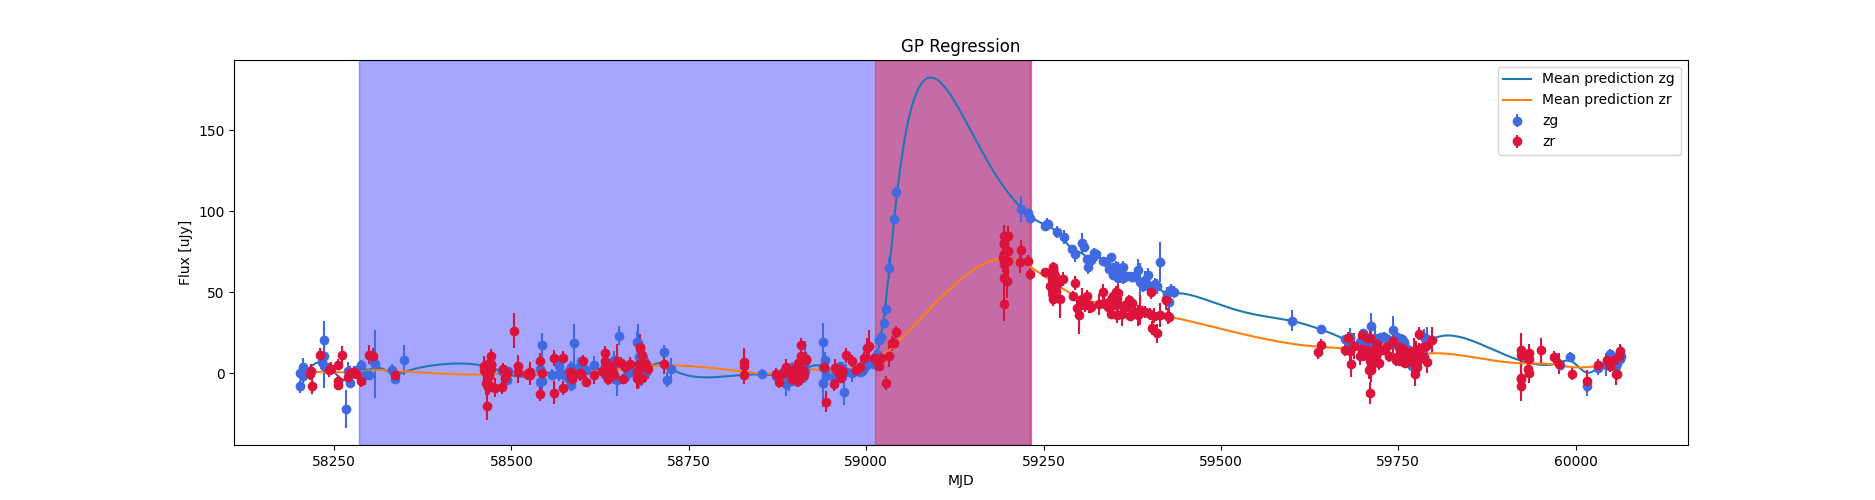 GP Regression
Mean prediction zg
Mean prediction zr
zg
zr
Flux [uJy]
150
100
50
0
58250
58500
58750
59000
59250
59500
59750
60000
MJD